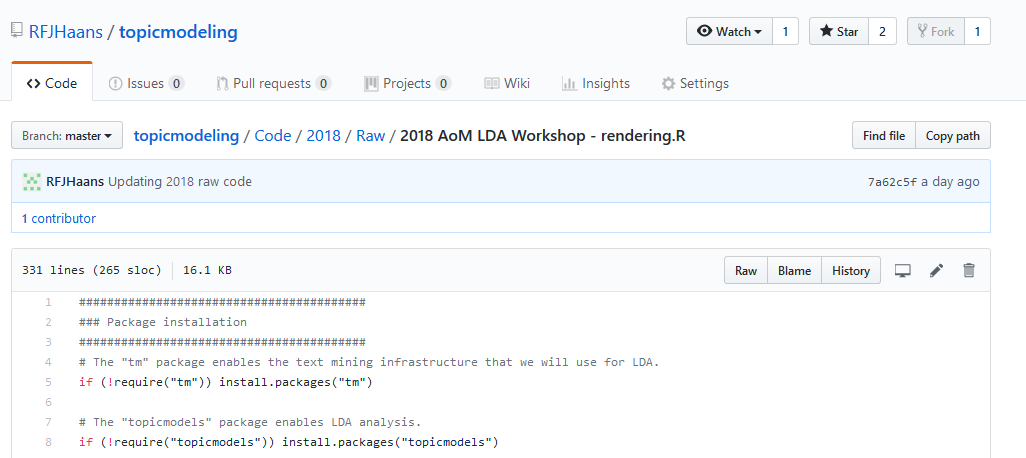 RFJHaans / topicmodeling
Watch 1 Star 2 Fork 1
Code Issues 0 Pull requests 0 Projects 0 Wiki Insights Settings
Branch: master topicmodeling / Code / 2018 / Raw / 2018 AoM LDA Workshop - rendering.R Find file Copy path
RFJHaans Updating 2018 raw code 7a62c5f a day ago
1 contributor
331 lines (265 sloc) 16.1 KB Raw Blame History
1 #########################################
2 ### Package installation
3 #########################################
4 # The "tm" package enables the text mining infrastructure that we will use for LDA.
5 if (!require("tm")) install.packages("tm")
6
7 # The "topicmodels" package enables LDA analysis.
8 if (!require("topicmodels")) install.packages("topicmodels")